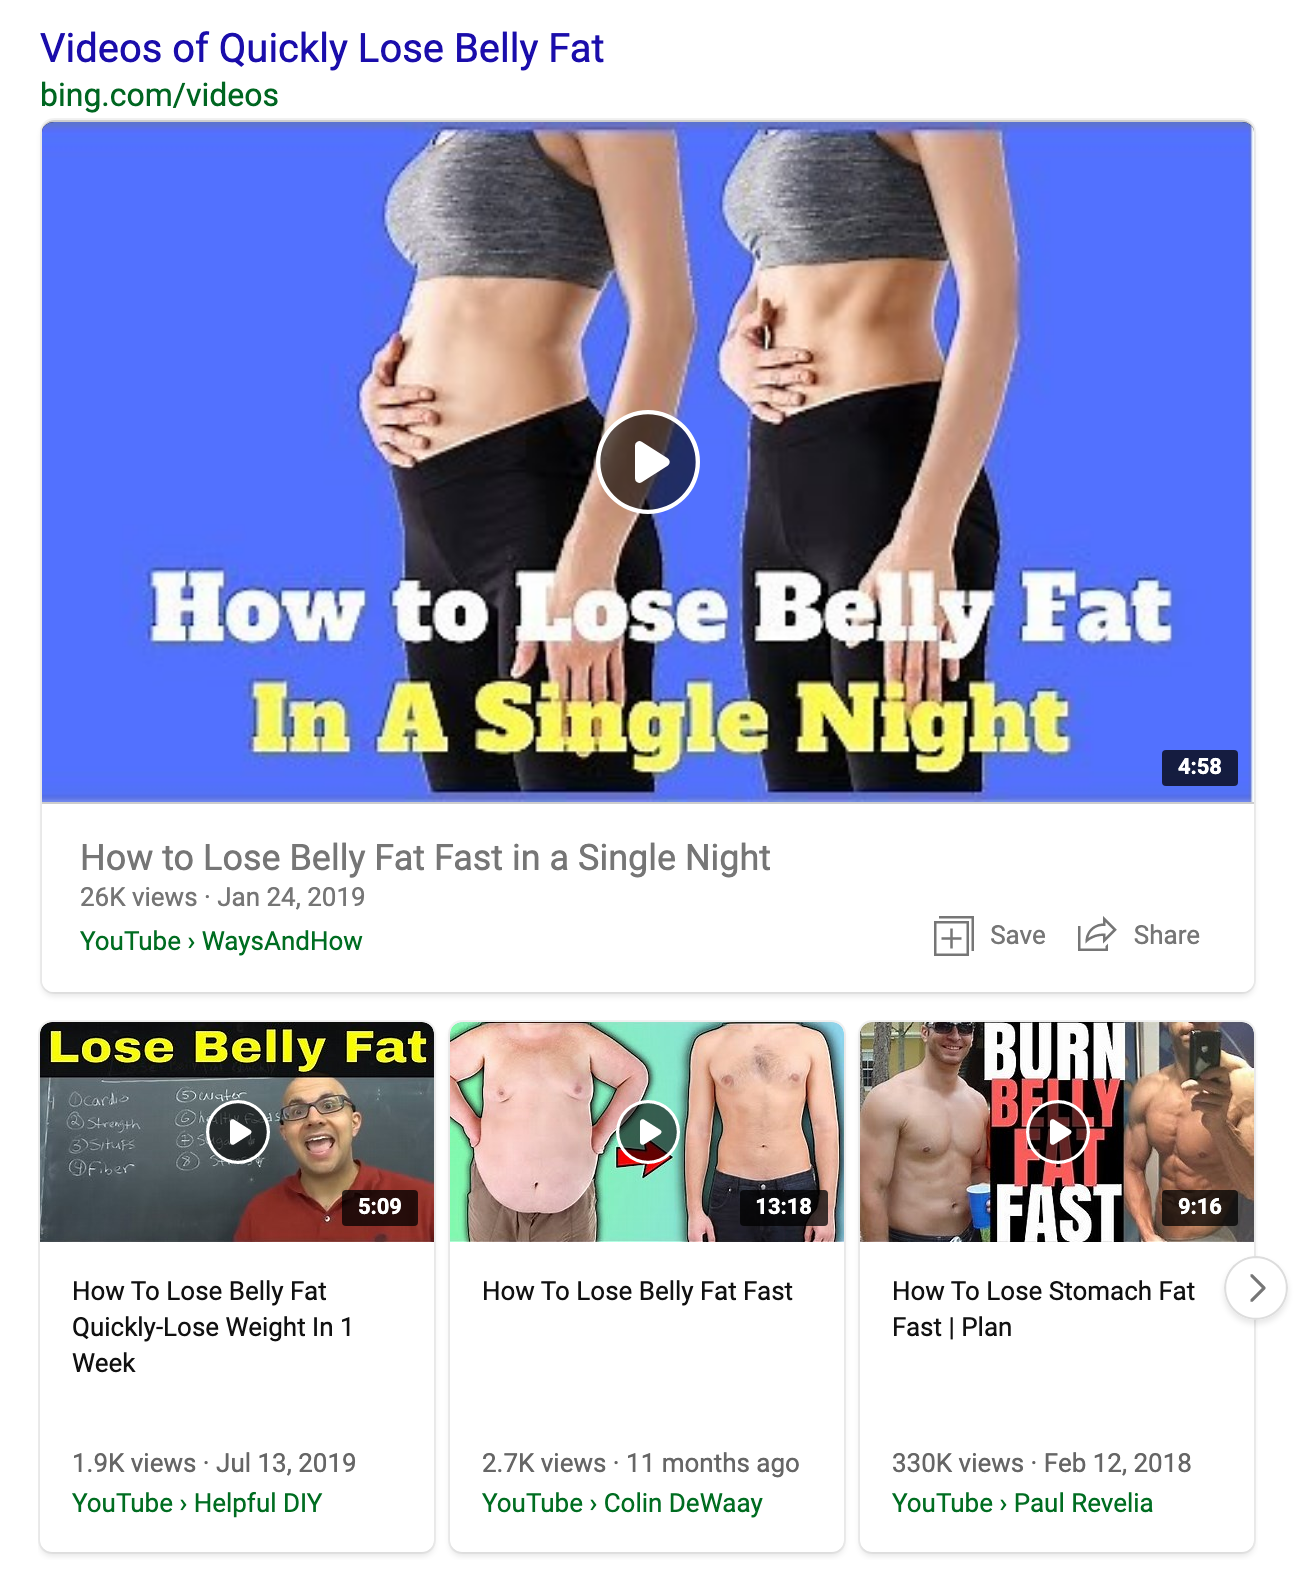 Videos of Quickly Lose Belly Fat
bing.com/videos
How to Lose Belly Fat
In A Single Night
4:58
How to Lose Belly Fat Fast in a Single Night
26K views · Jan 24, 2019
YouTube › WaysAndHow
Save
Share
Lose Belly Fat
①Cardio
②Strength
③Situps
④Fiber
⑤water
⑥
⑧
5:09
How To Lose Belly Fat
Quickly-Lose Weight In 1
Week
1.9K views · Jul 13, 2019
YouTube › Helpful DIY
13:18
How To Lose Belly Fat Fast
2.7K views · 11 months ago
YouTube › Colin DeWaay
BURN
BELLY
FAT
FAST
9:16
How To Lose Stomach Fat
Fast | Plan
330K views · Feb 12, 2018
YouTube › Paul Revelia